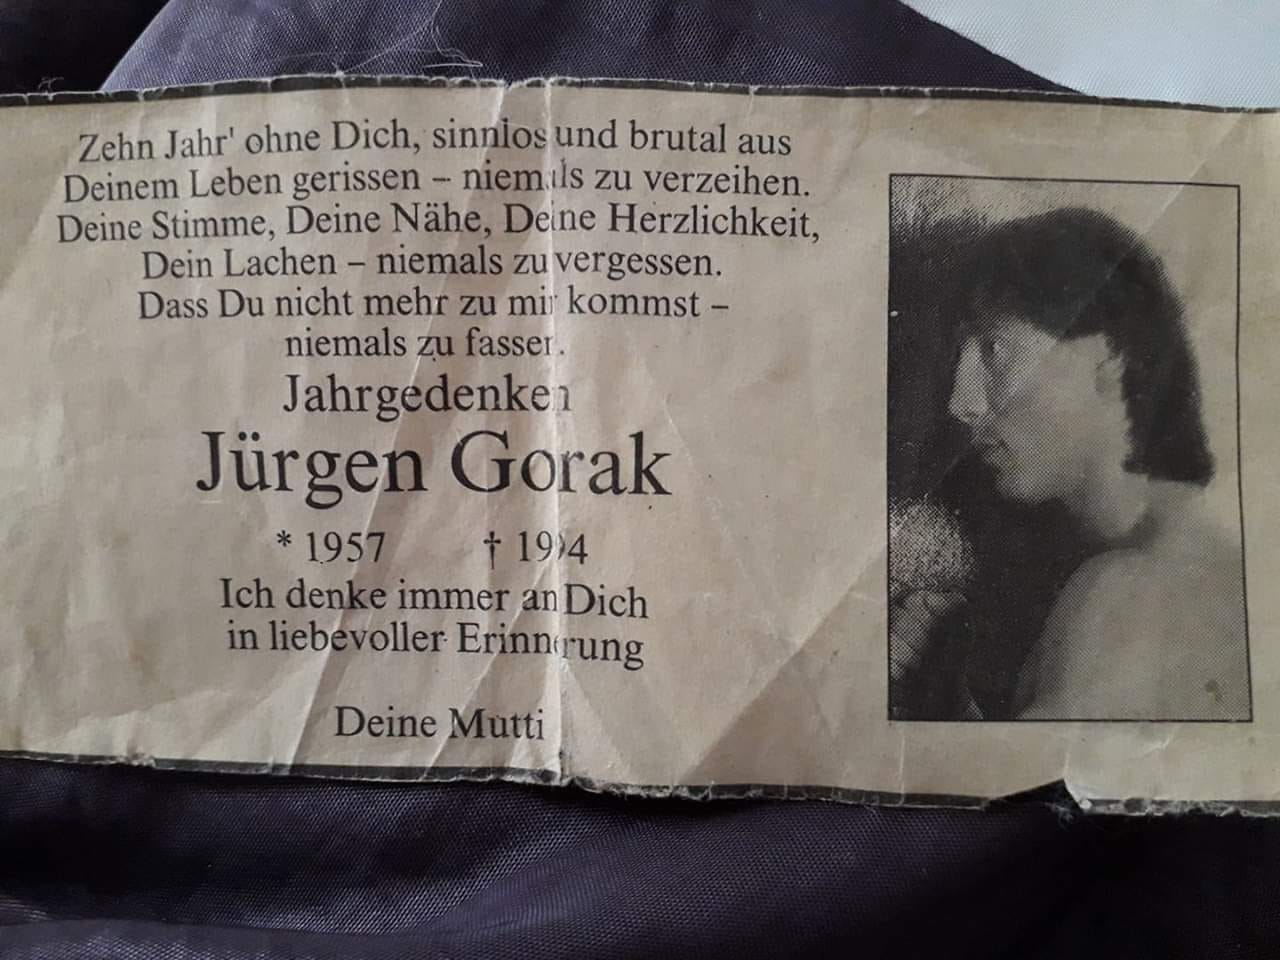 Zehn Jahr' ohne Dich, sinnlos und brutal aus
Deinem Leben gerissen – niemals zu verzeihen.
Deine Stimme, Deine Nähe, Deine Herzlichkeit,
Dein Lachen – niemals zu vergessen.
Dass Du nicht mehr zu mir kommst –
niemals zu fassen.
Jahrgedenken
Jürgen Gorak
* 1957 † 1994
Ich denke immer an Dich
in liebevoller Erinnerung
Deine Mutti